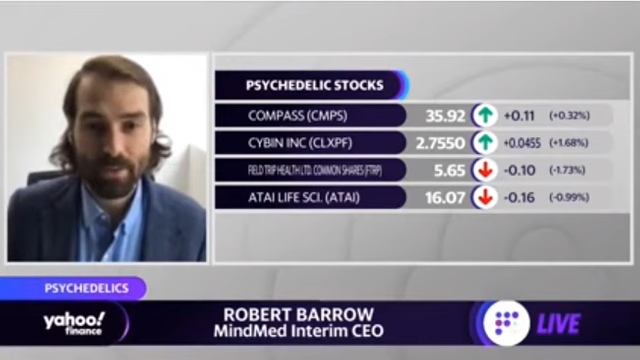 PSYCHEDELIC STOCKS
COMPASS (CMPS) 35.92 +0.11 (+0.32%)
CYBIN INC (CLXPF) 2.7550 +0.0455 (+1.68%)
FIELD TRIP HEALTH LTD. COMMON SHARES (FTRP) 5.65 -0.10 (-1.73%)
ATAI LIFE SCI. (ATAI) 16.07 -0.16 (-0.99%)
PSYCHEDELICS
yahoo!
finance
ROBERT BARROW
MindMed Interim CEO
LIVE